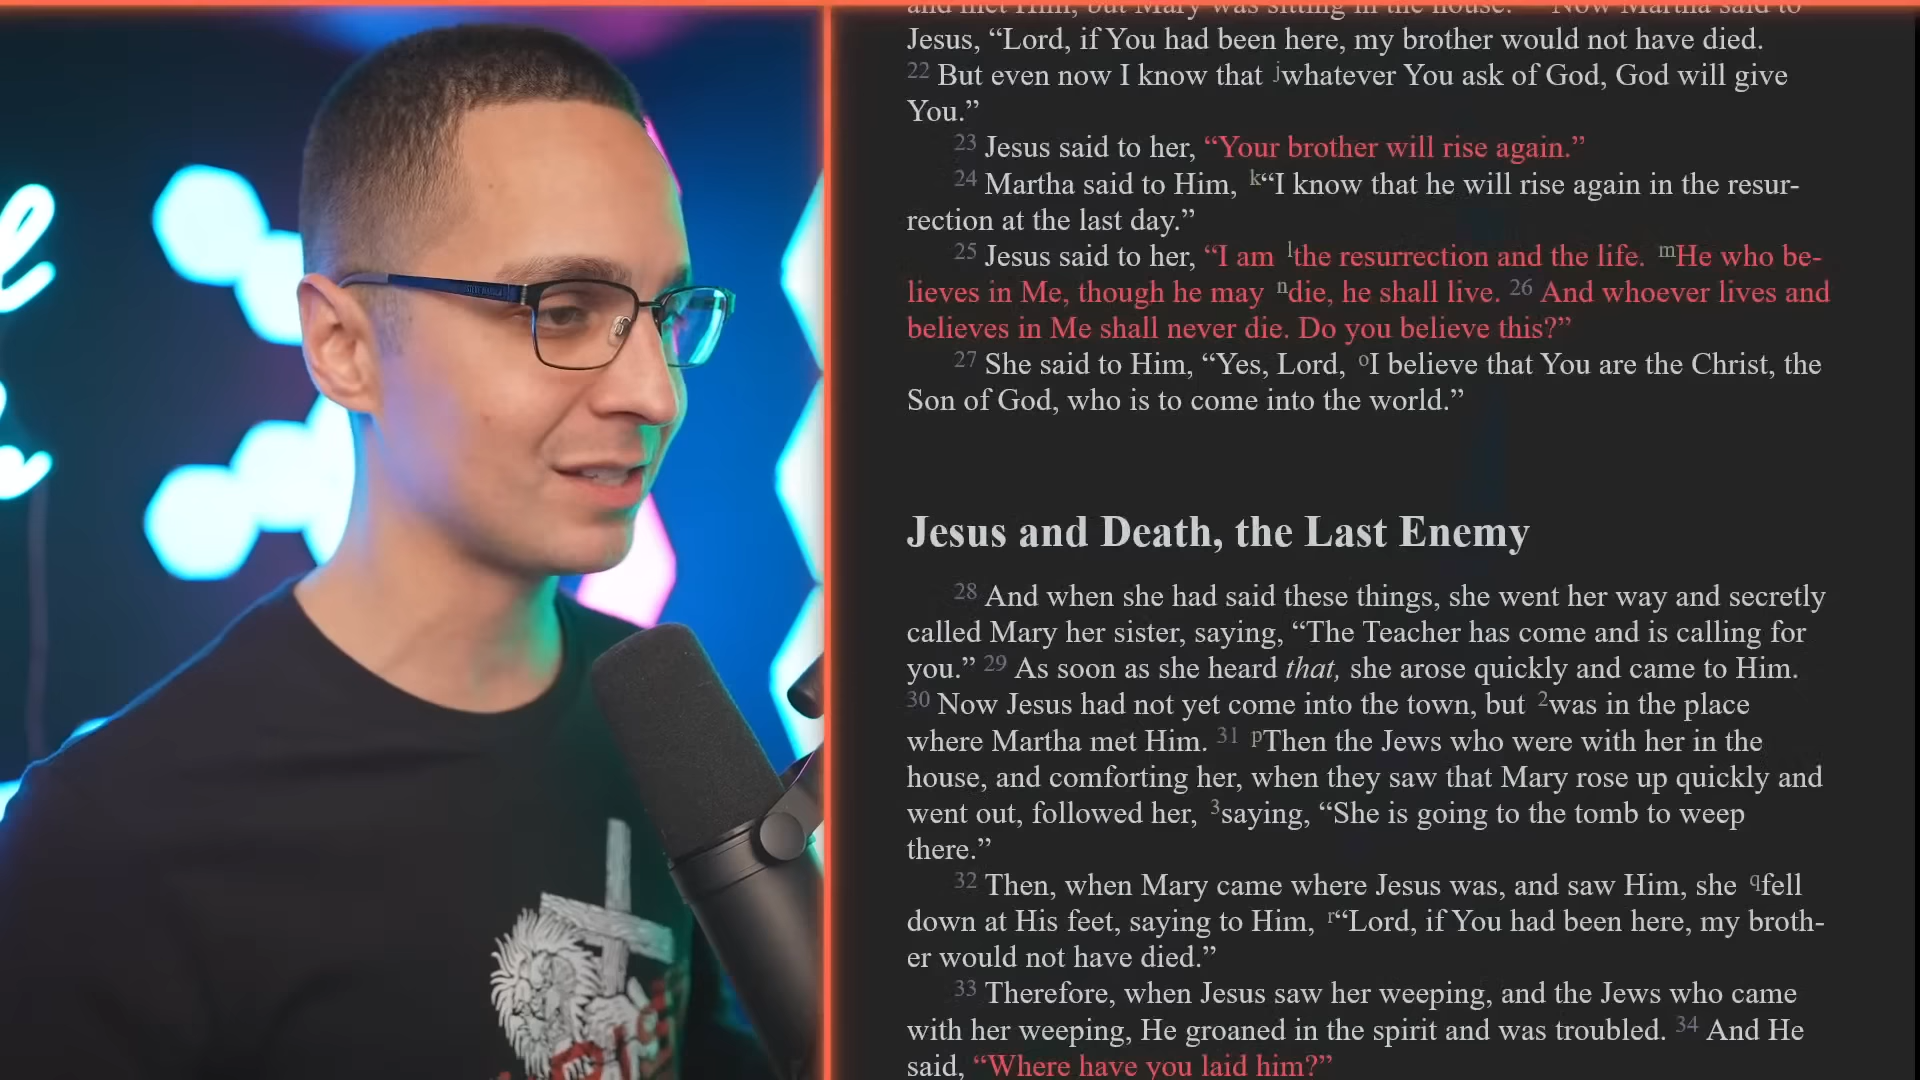 and met Him, but Mary was sitting in the house. Now Martha said to
Jesus, “Lord, if You had been here, my brother would not have died.
22 But even now I know that jwhatever You ask of God, God will give
You.”
23 Jesus said to her, “Your brother will rise again.”
24 Martha said to Him, k“I know that he will rise again in the resur-
rection at the last day.”
25 Jesus said to her, “I am lthe resurrection and the life. mHe who be-
lieves in Me, though he may ndie, he shall live. 26 And whoever lives and
believes in Me shall never die. Do you believe this?”
27 She said to Him, “Yes, Lord, oI believe that You are the Christ, the
Son of God, who is to come into the world.”
Jesus and Death, the Last Enemy
28 And when she had said these things, she went her way and secretly
called Mary her sister, saying, “The Teacher has come and is calling for
you.” 29 As soon as she heard that, she arose quickly and came to Him.
30 Now Jesus had not yet come into the town, but 2was in the place
where Martha met Him. 31 pThen the Jews who were with her in the
house, and comforting her, when they saw that Mary rose up quickly and
went out, followed her, 3saying, “She is going to the tomb to weep
there.”
32 Then, when Mary came where Jesus was, and saw Him, she qfell
down at His feet, saying to Him, r“Lord, if You had been here, my broth-
er would not have died.”
33 Therefore, when Jesus saw her weeping, and the Jews who came
with her weeping, He groaned in the spirit and was troubled. 34 And He
said, “Where have you laid him?”